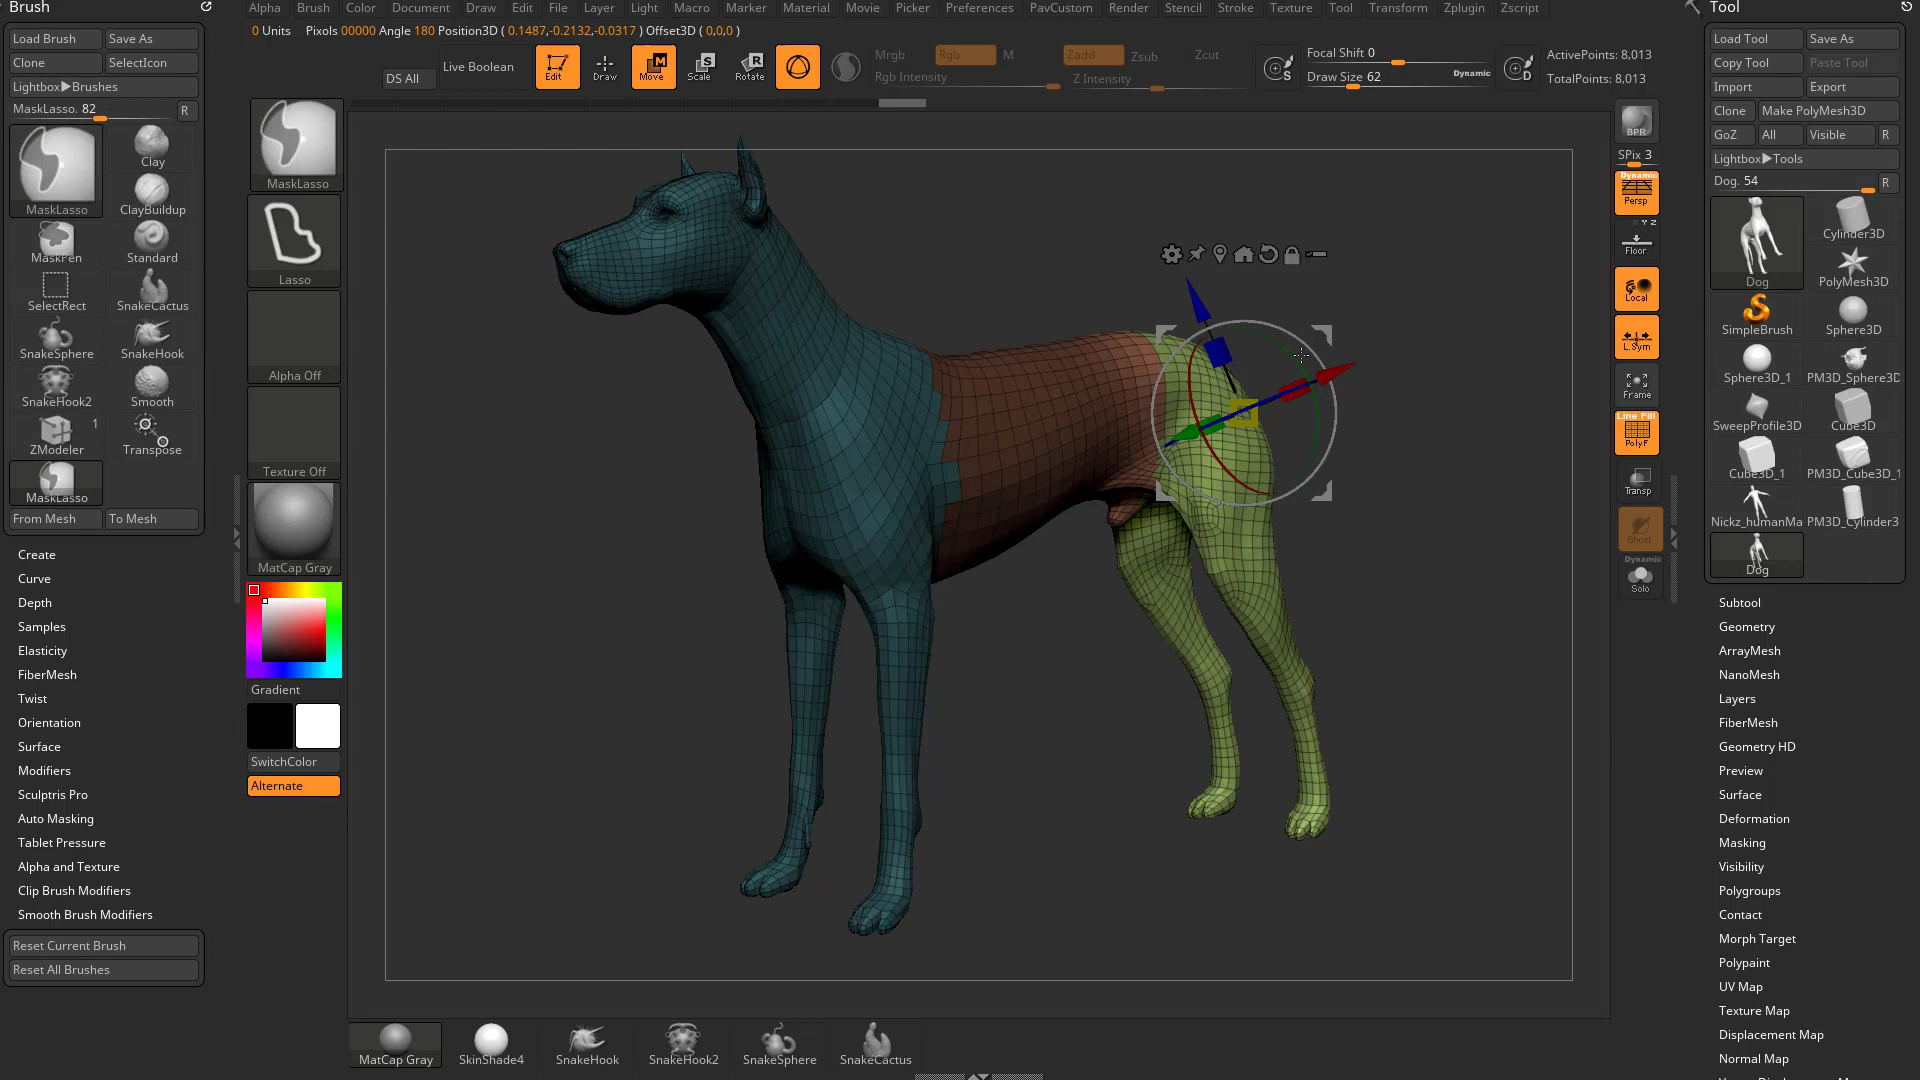 Brush
Load Brush
Save As
Clone
SelectIcon
Lightbox▶Brushes
MaskLasso. 82
R
MaskLasso
Clay
ClayBuildup
MaskPen
Standard
SelectRect
SnakeCactus
SnakeSphere
SnakeHook
SnakeHook2
Smooth
1
ZModeler
Transpose
MaskLasso
From Mesh
To Mesh
Create
Curve
Depth
Samples
Elasticity
FiberMesh
Twist
Orientation
Surface
Modifiers
Sculptris Pro
Auto Masking
Tablet Pressure
Alpha and Texture
Clip Brush Modifiers
Smooth Brush Modifiers
Reset Current Brush
Reset All Brushes
Alpha Brush Color Document Draw Edit File Layer Light Macro Marker Material Movie Picker Preferences PavCustom Render Stencil Stroke Texture Tool Transform Zplugin Zscript
0 Units Pixols 00000 Angle 180 Position3D ( 0.1487,-0.2132,-0.0317 ) Offset3D ( 0,0,0 )
DS All
Live Boolean
Edit
Draw
Move
Scale
Rotate
Mrgb
Rgb
M
Rgb Intensity
Zadd
Zsub
Zcut
Z Intensity
S
Focal Shift 0
Draw Size 62
Dynamic
D
ActivePoints: 8,013
TotalPoints: 8,013
MaskLasso
Lasso
Alpha Off
Texture Off
MatCap Gray
Gradient
SwitchColor
Alternate
BPR
SPix 3
Dynamic
Persp
Floor
Local
L.Sym
Frame
Line Fill
PolyF
Transp
Ghost
Dynamic
Solo
MatCap Gray
SkinShade4
SnakeHook
SnakeHook2
SnakeSphere
SnakeCactus
Tool
Load Tool
Save As
Copy Tool
Paste Tool
Import
Export
Clone
Make PolyMesh3D
GoZ
All
Visible
R
Lightbox▶Tools
Dog. 54
R
Dog
Cylinder3D
PolyMesh3D
SimpleBrush
Sphere3D
Sphere3D_1
PM3D_Sphere3D
SweepProfile3D
Cube3D
Cube3D_1
PM3D_Cube3D_1
Nickz_humanMa
PM3D_Cylinder3
Dog
Subtool
Geometry
ArrayMesh
NanoMesh
Layers
FiberMesh
Geometry HD
Preview
Surface
Deformation
Masking
Visibility
Polygroups
Contact
Morph Target
Polypaint
UV Map
Texture Map
Displacement Map
Normal Map